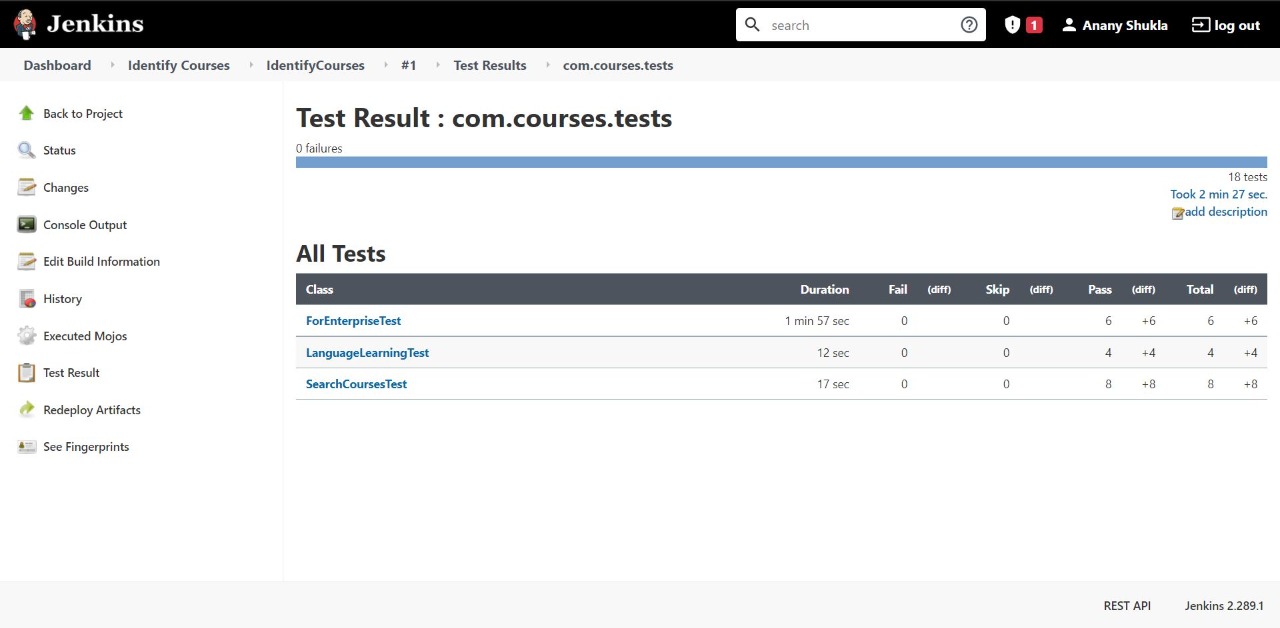 Jenkins
search
1
Anany Shukla
log out
Dashboard Identify Courses IdentifyCourses #1 Test Results com.courses.tests
Back to Project
Status
Changes
Console Output
Edit Build Information
History
Executed Mojos
Test Result
Redeploy Artifacts
See Fingerprints
Test Result : com.courses.tests
0 failures
18 tests
Took 2 min 27 sec.
add description
All Tests
Class Duration Fail (diff) Skip (diff) Pass (diff) Total (diff)
ForEnterpriseTest 1 min 57 sec 0 0 6 +6 6 +6
LanguageLearningTest 12 sec 0 0 4 +4 4 +4
SearchCoursesTest 17 sec 0 0 8 +8 8 +8
REST API Jenkins 2.289.1